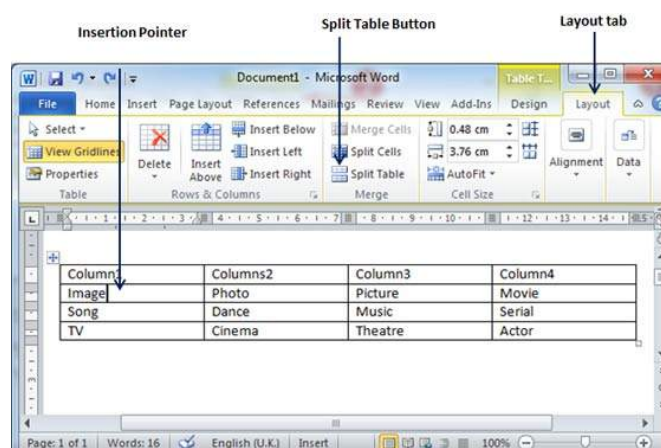 Insertion Pointer Split Table Button Layout tab
Document1 - Microsoft Word Table T...
File Home Insert Page Layout References Mailings Review View Add-Ins Design Layout
Select Insert Below Merge Cells 0.48 cm
View Gridlines Delete Insert Above Insert Left Split Cells 3.76 cm Alignment Data
Properties Insert Right Split Table AutoFit
Table Rows & Columns Merge Cell Size
Column1 Columns2 Column3 Column4
Image Photo Picture Movie
Song Dance Music Serial
TV Cinema Theatre Actor
Page: 1 of 1 Words: 16 English (U.K.) Insert 100%